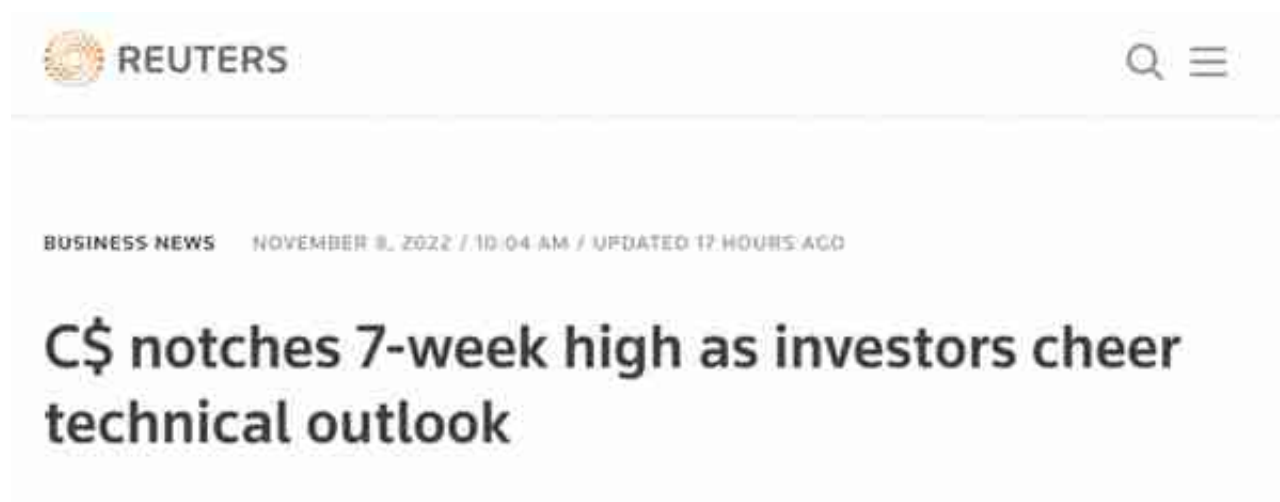 REUTERS
BUSINESS NEWS NOVEMBER 8, 2022 / 10:04 AM / UPDATED 17 HOURS AGO
C$ notches 7-week high as investors cheer
technical outlook